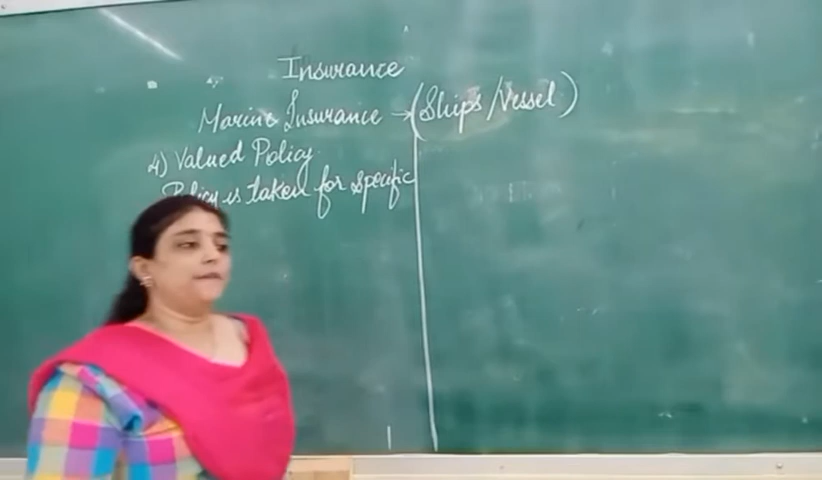 Insurance
Marine Insurance → (Ships/Vessel)
4) Valued Policy
Policy is taken for specific